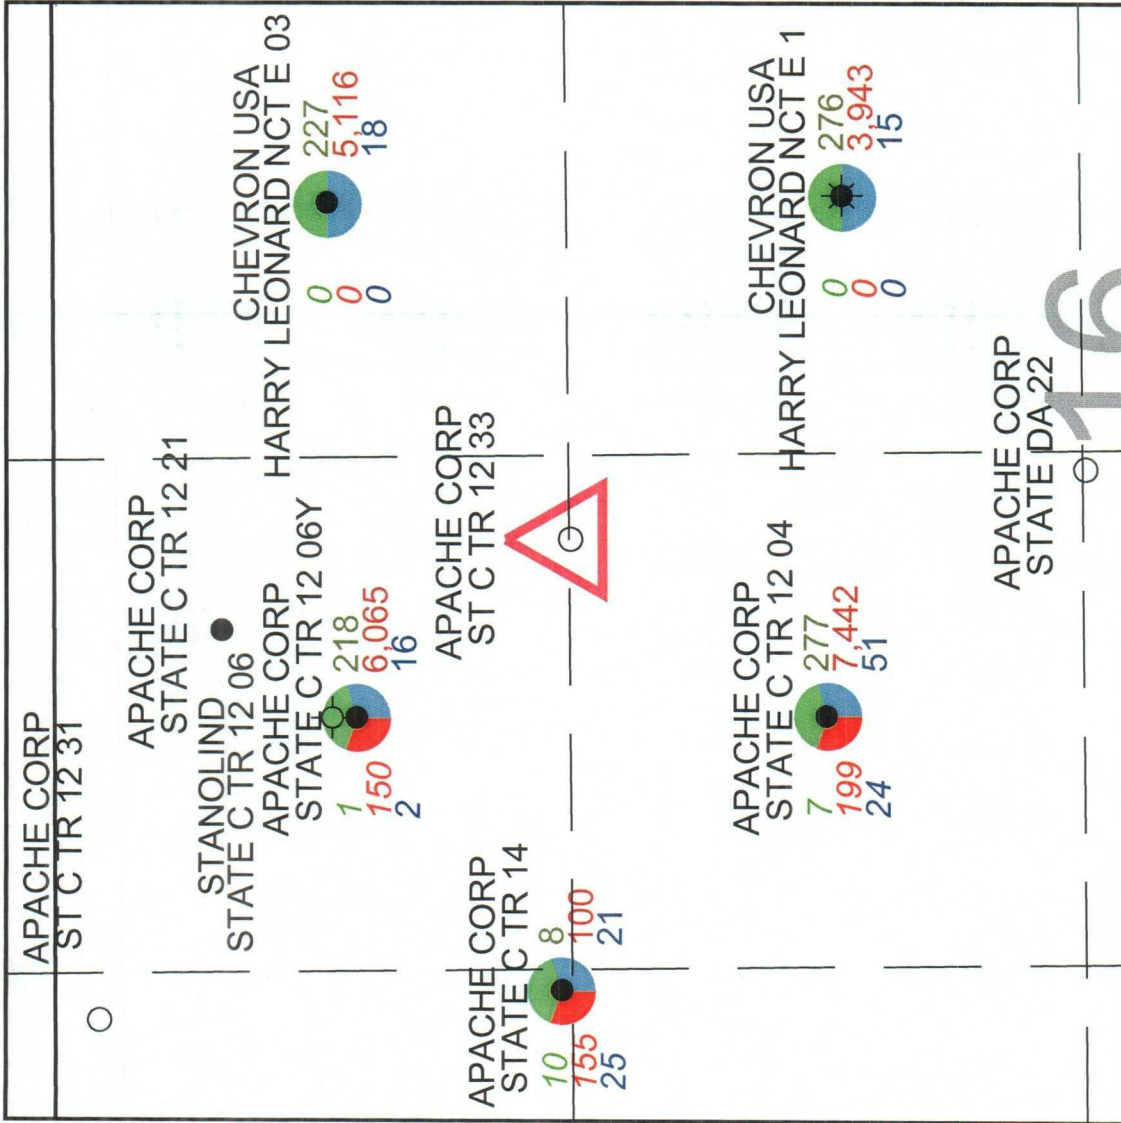 APACHE CORP
ST C TR 12 31
APACHE CORP
STATE C TR 12 21
STANOLIND
STATE C TR 12 06
APACHE CORP
STATE C TR 12 06Y
1 218
150 6,065
2 16
CHEVRON USA
HARRY LEONARD NCT E 03
0 227
0 5,116
0 18
APACHE CORP
ST C TR 12 33
APACHE CORP
STATE C TR 14
10 8
155 100
25 21
APACHE CORP
STATE C TR 12 04
7 277
199 7,442
24 51
CHEVRON USA
HARRY LEONARD NCT E 1
0 276
0 3,943
0 15
APACHE CORP
STATE DA 22
16